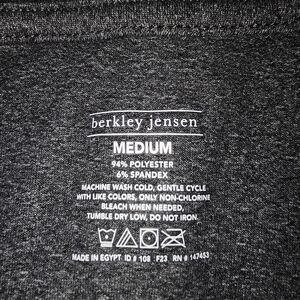 berkley jensen
MEDIUM
94% POLYESTER
6% SPANDEX
MACHINE WASH COLD, GENTLE CYCLE
WITH LIKE COLORS, ONLY NON-CHLORINE
BLEACH WHEN NEEDED,
TUMBLE DRY LOW, DO NOT IRON.
MADE IN EGYPT ID # 108 F23 RN # 147453